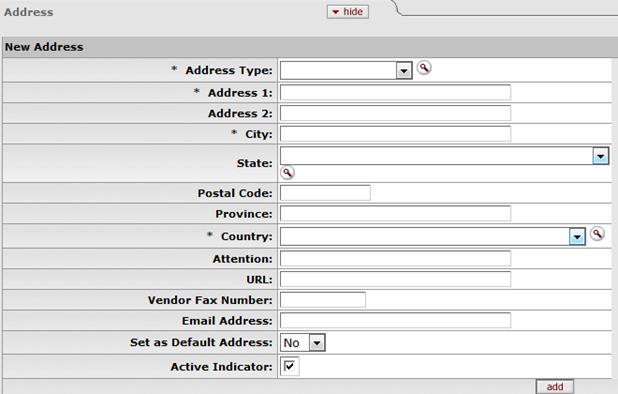 Address hide
New Address
* Address Type:
* Address 1:
Address 2:
* City:
State:
Postal Code:
Province:
* Country:
Attention:
URL:
Vendor Fax Number:
Email Address:
Set as Default Address: No
Active Indicator:
add